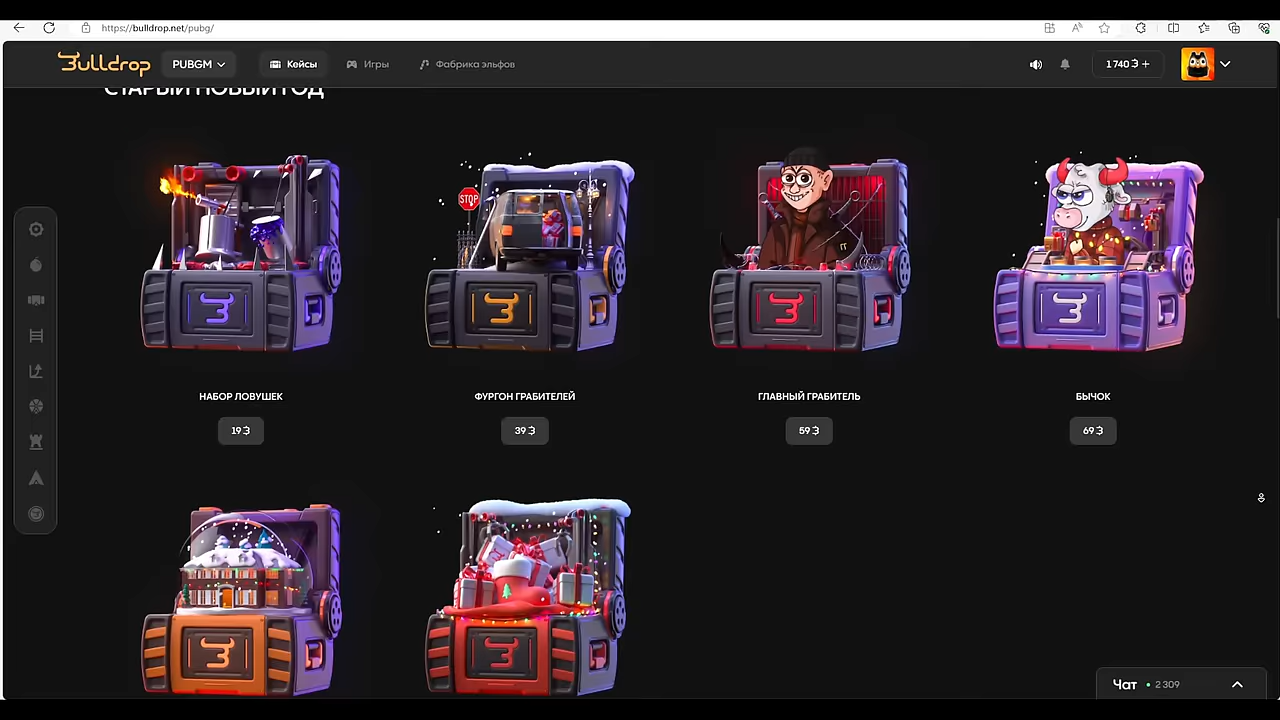 https://bulldrop.net/pubg/
Bulldrop PUBGM Кейсы Игры Фабрика эльфов 1 740 +
СТАРЫЙ НОВЫЙ ГОД
STOP
НАБОР ЛОВУШЕК
ФУРГОН ГРАБИТЕЛЕЙ
ГЛАВНЫЙ ГРАБИТЕЛЬ
БЫЧОК
19
39
59
69
Чат • 2 309